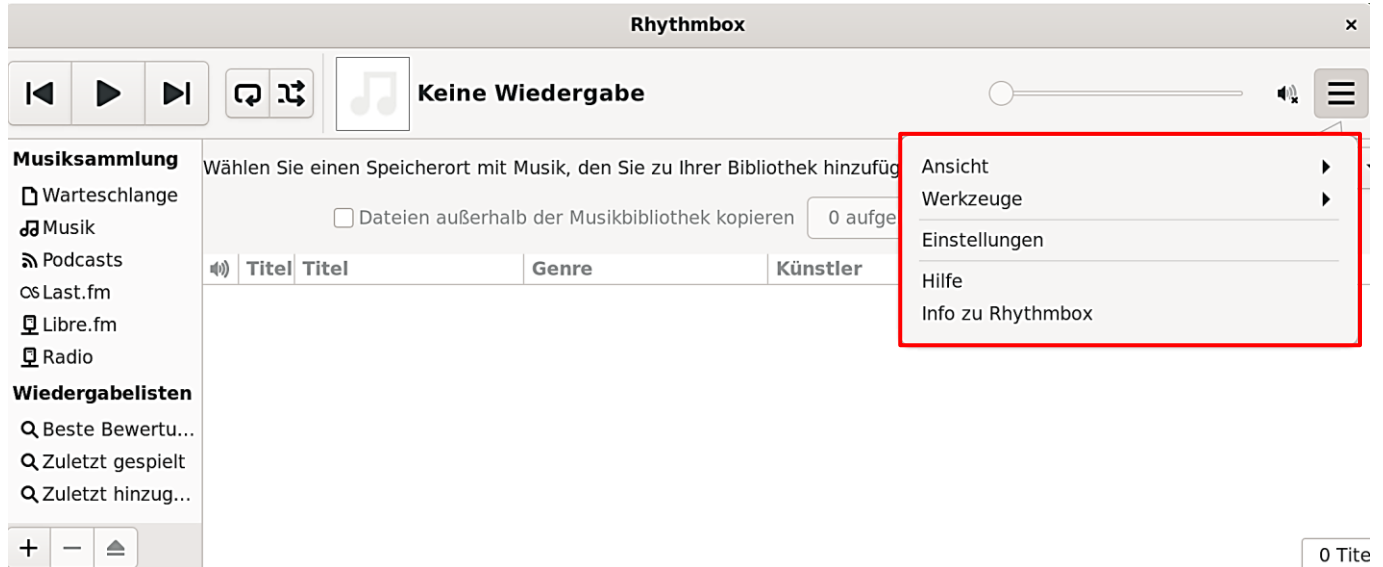 Rhythmbox
Keine Wiedergabe
Musiksammlung
Warteschlange
Musik
Podcasts
Last.fm
Libre.fm
Radio
Wiedergabelisten
Beste Bewertu...
Zuletzt gespielt
Zuletzt hinzug...
Wählen Sie einen Speicherort mit Musik, den Sie zu Ihrer Bibliothek hinzufüg
Dateien außerhalb der Musikbibliothek kopieren 0 aufge
Titel Titel Genre Künstler
Ansicht
Werkzeuge
Einstellungen
Hilfe
Info zu Rhythmbox
0 Tite